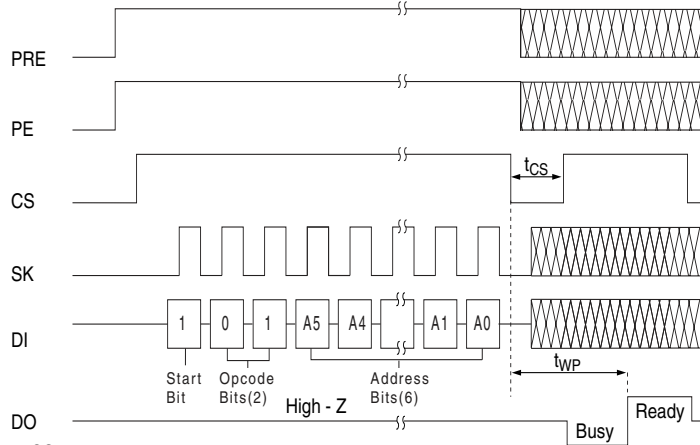 PRE
PE
CS
tCS
SK
DI
1 0 1 A5 A4 A1 A0
Start
Bit
Opcode
Bits(2)
Address
Bits(6)
tWP
High - Z
DO
Busy
Ready